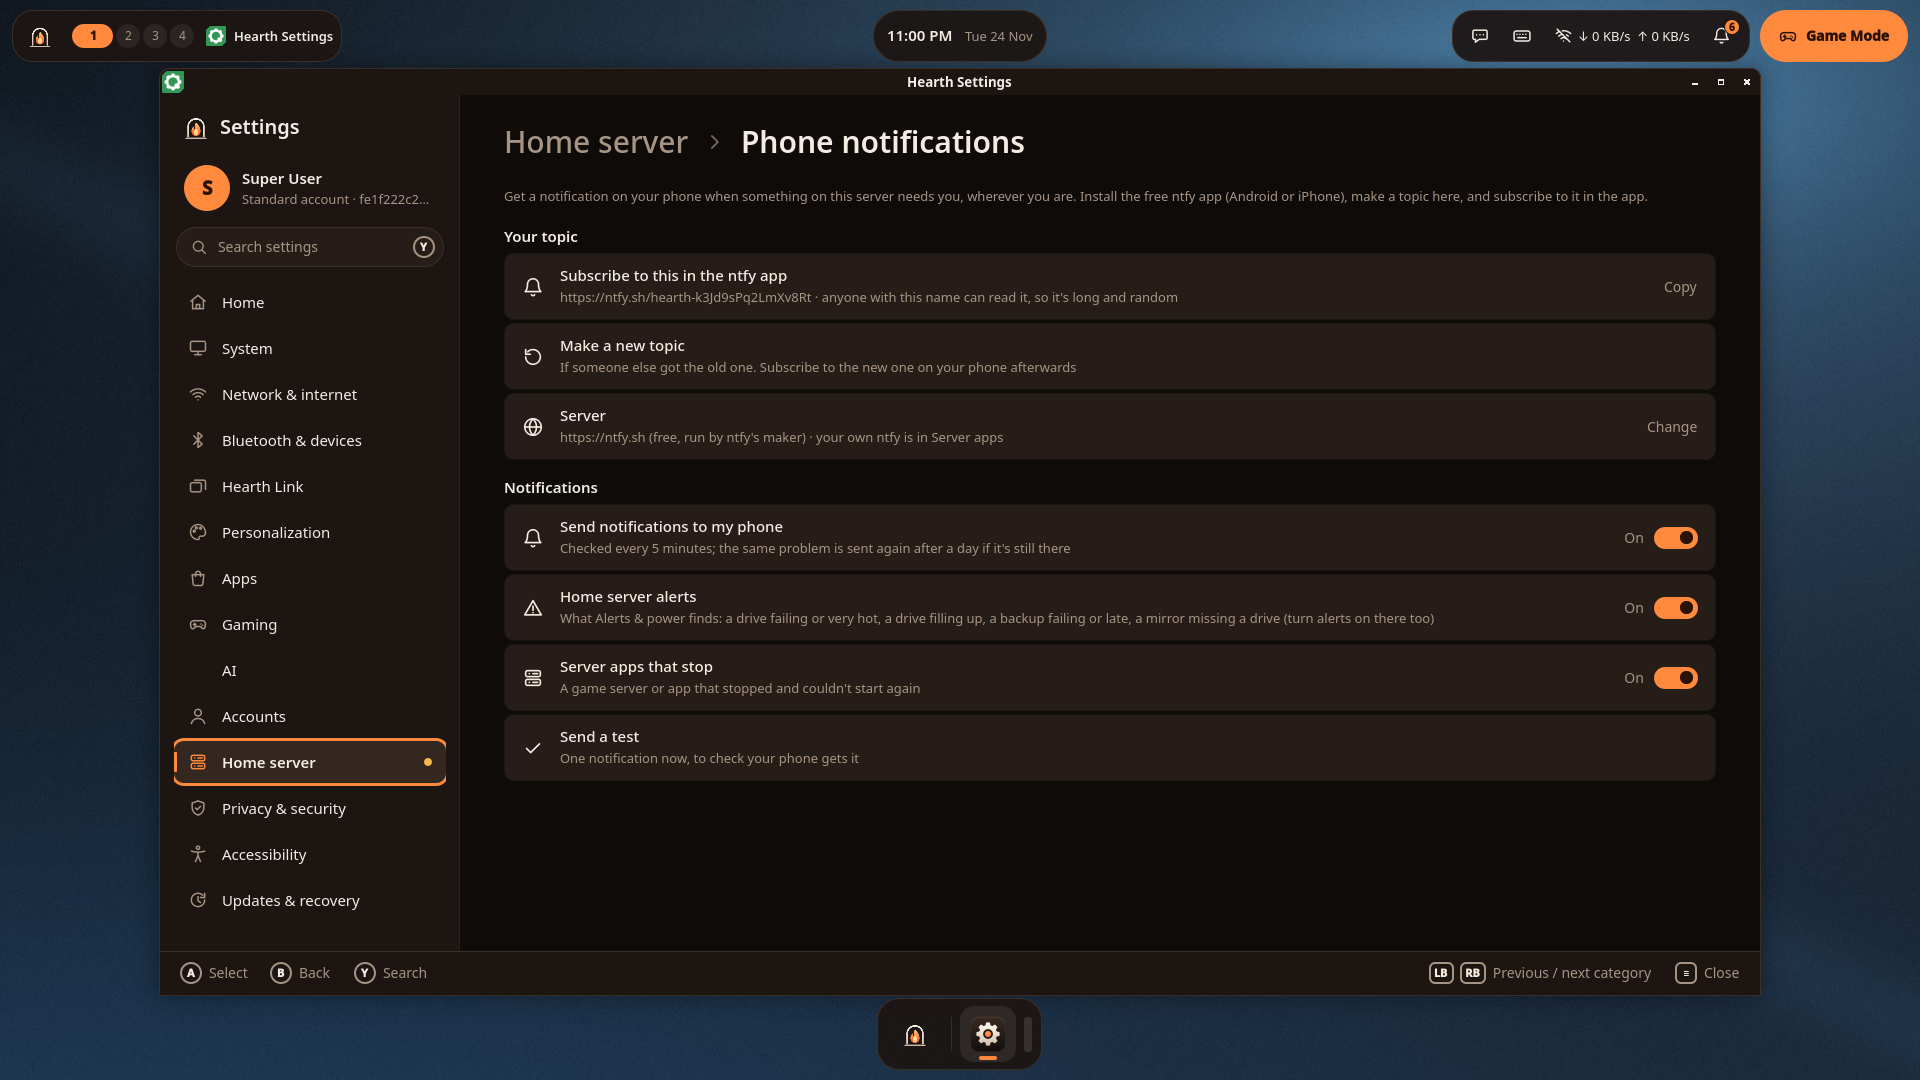 1 2 3 4 Hearth Settings
11:00 PM Tue 24 Nov
↓ 0 KB/s ↑ 0 KB/s 6
Game Mode
Hearth Settings
Settings
S
Super User
Standard account · fe1f222c2...
Search settings Y
Home
System
Network & internet
Bluetooth & devices
Hearth Link
Personalization
Apps
Gaming
AI
Accounts
Home server
Privacy & security
Accessibility
Updates & recovery
Home server > Phone notifications
Get a notification on your phone when something on this server needs you, wherever you are. Install the free ntfy app (Android or iPhone), make a topic here, and subscribe to it in the app.
Your topic
Subscribe to this in the ntfy app
https://ntfy.sh/hearth-k3Jd9sPq2LmXv8Rt · anyone with this name can read it, so it's long and random
Copy
Make a new topic
If someone else got the old one. Subscribe to the new one on your phone afterwards
Server
https://ntfy.sh (free, run by ntfy's maker) · your own ntfy is in Server apps
Change
Notifications
Send notifications to my phone
Checked every 5 minutes; the same problem is sent again after a day if it's still there
On
Home server alerts
What Alerts & power finds: a drive failing or very hot, a drive filling up, a backup failing or late, a mirror missing a drive (turn alerts on there too)
On
Server apps that stop
A game server or app that stopped and couldn't start again
On
Send a test
One notification now, to check your phone gets it
A Select B Back Y Search
LB RB Previous / next category ≡ Close